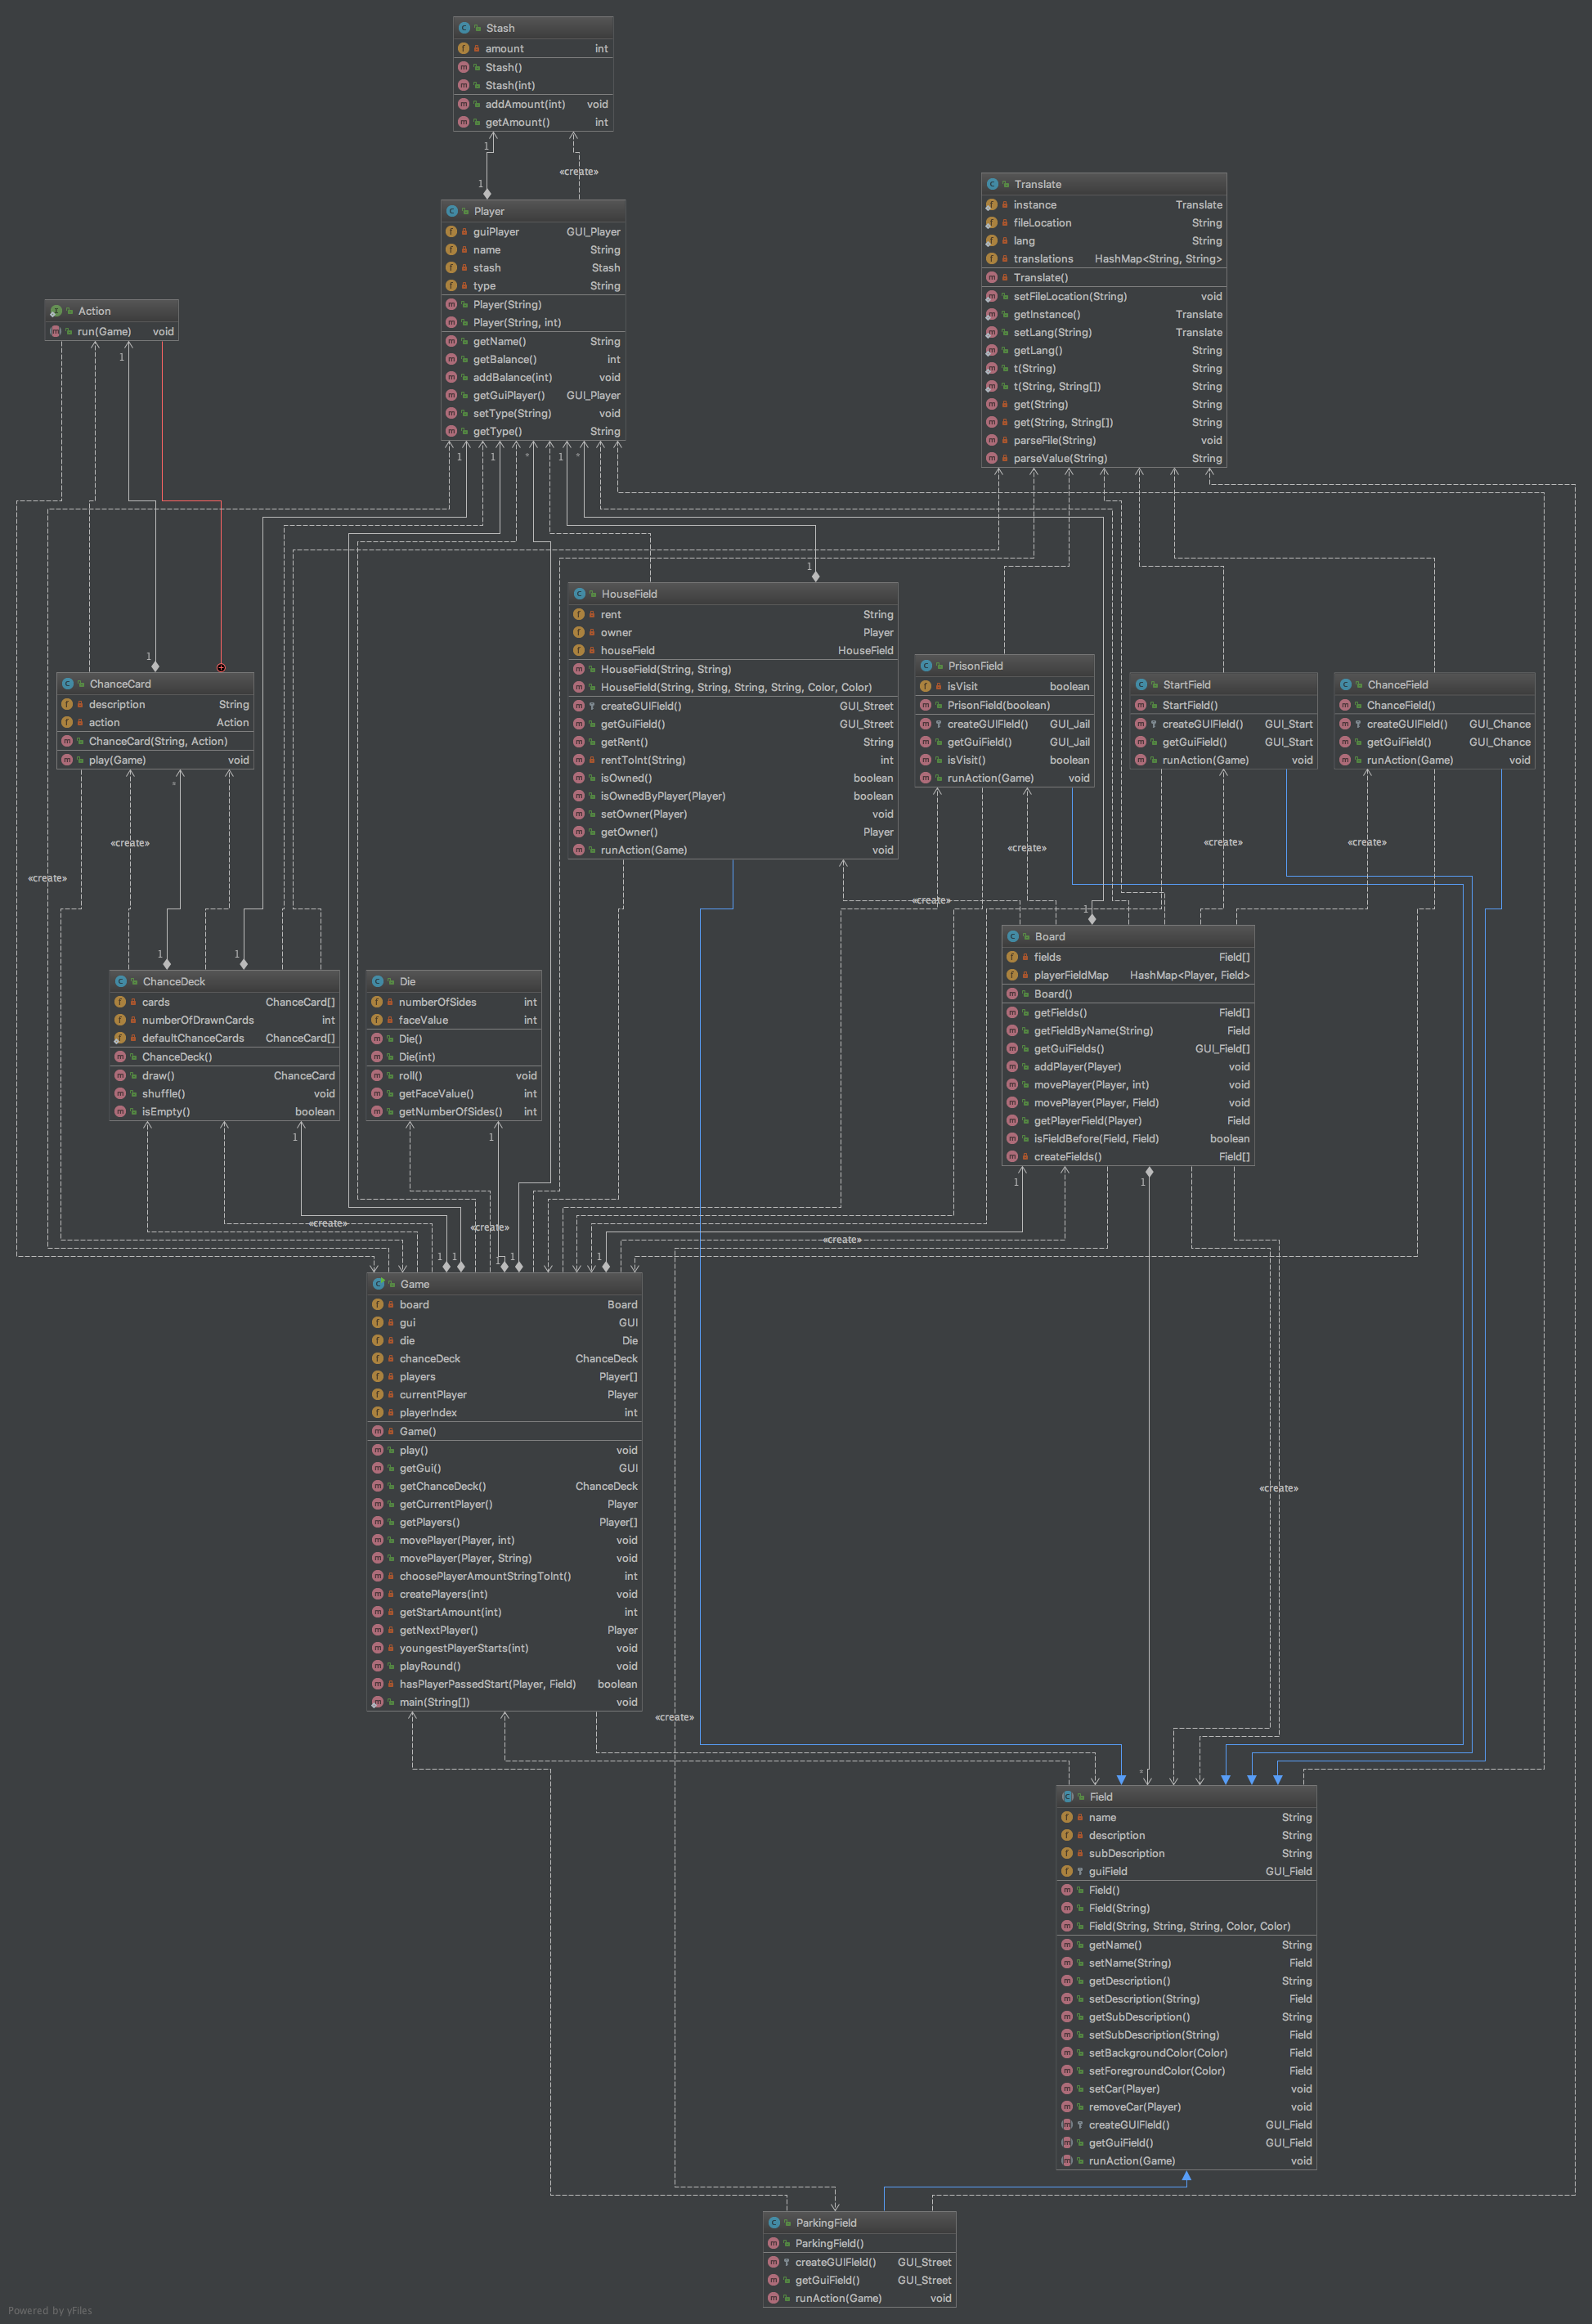 Stash
amount int
Stash()
Stash(int)
addAmount(int) void
getAmount() int
1
1
«create»
Player
guiPlayer GUI_Player
name String
stash Stash
type String
Player(String)
Player(String, int)
getName() String
getBalance() int
addBalance(int) void
getGuiPlayer() GUI_Player
setType(String) void
getType() String
1 1 * 1 *
Translate
instance Translate
fileLocation String
lang String
translations HashMap<String, String>
Translate()
setFileLocation(String) void
getInstance() Translate
setLang(String) Translate
getLang() String
t(String) String
t(String, String[]) String
get(String) String
get(String, String[]) String
parseFile(String) void
parseValue(String) String
Action
run(Game) void
1
1
HouseField
rent String
owner Player
houseField HouseField
HouseField(String, String)
HouseField(String, String, String, String, Color, Color)
createGUIField() GUI_Street
getGuiField() GUI_Street
getRent() String
rentToInt(String) int
isOwned() boolean
isOwnedByPlayer(Player) boolean
setOwner(Player) void
getOwner() Player
runAction(Game) void
PrisonField
isVisit boolean
PrisonField(boolean)
createGUIField() GUI_Jail
getGuiField() GUI_Jail
isVisit() boolean
runAction(Game) void
StartField
StartField()
createGUIField() GUI_Start
getGuiField() GUI_Start
runAction(Game) void
ChanceField
ChanceField()
createGUIField() GUI_Chance
getGuiField() GUI_Chance
runAction(Game) void
1
ChanceCard
description String
action Action
ChanceCard(String, Action)
play(Game) void
*
«create»
«create»
«create»
«create»
«create»
«create»
1 1
1
ChanceDeck
cards ChanceCard[]
numberOfDrawnCards int
defaultChanceCards ChanceCard[]
ChanceDeck()
draw() ChanceCard
shuffle() void
isEmpty() boolean
Die
numberOfSides int
faceValue int
Die()
Die(int)
roll() void
getFaceValue() int
getNumberOfSides() int
Board
fields Field[]
playerFieldMap HashMap<Player, Field>
Board()
getFields() Field[]
getFieldByName(String) Field
getGuiFields() GUI_Field[]
addPlayer(Player) void
movePlayer(Player, int) void
movePlayer(Player, Field) void
getPlayerField(Player) Field
isFieldBefore(Field, Field) boolean
createFields() Field[]
1 1
1 1
«create»
«create»
«create»
1 1 1 1 1
Game
board Board
gui GUI
die Die
chanceDeck ChanceDeck
players Player[]
currentPlayer Player
playerIndex int
Game()
play() void
getGui() GUI
getChanceDeck() ChanceDeck
getCurrentPlayer() Player
getPlayers() Player[]
movePlayer(Player, int) void
movePlayer(Player, String) void
choosePlayerAmountStringToInt() int
createPlayers(int) void
getStartAmount(int) int
getNextPlayer() Player
youngestPlayerStarts(int) void
playRound() void
hasPlayerPassedStart(Player, Field) boolean
main(String[]) void
«create»
«create»
*
Field
name String
description String
subDescription String
guiField GUI_Field
Field()
Field(String)
Field(String, String, String, Color, Color)
getName() String
setName(String) Field
getDescription() String
setDescription(String) Field
getSubDescription() String
setSubDescription(String) Field
setBackgroundColor(Color) Field
setForegroundColor(Color) Field
setCar(Player) void
removeCar(Player) void
createGUIField() GUI_Field
getGuiField() GUI_Field
runAction(Game) void
ParkingField
ParkingField()
createGUIField() GUI_Street
getGuiField() GUI_Street
runAction(Game) void
Powered by yFiles